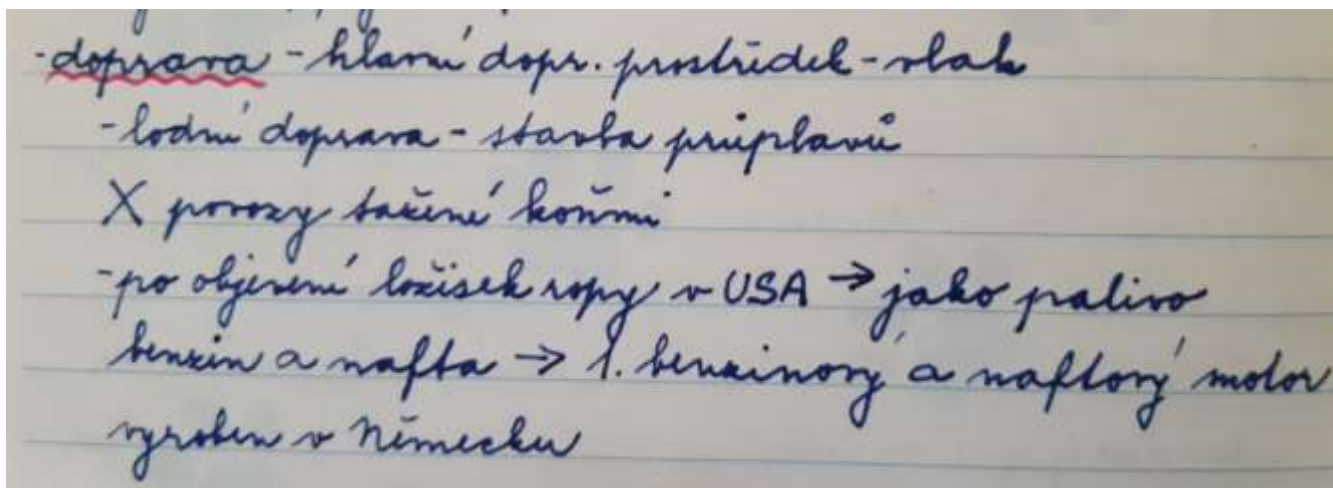 -doprava - hlavní dopr. prostředek - vlak
-lodní doprava - stavba průplavů
X povozy tažené koňmi
-po objevení ložisek ropy v USA → jako palivo
benzin a nafta → 1. benzinový a naftový motor
vyroben v Německu